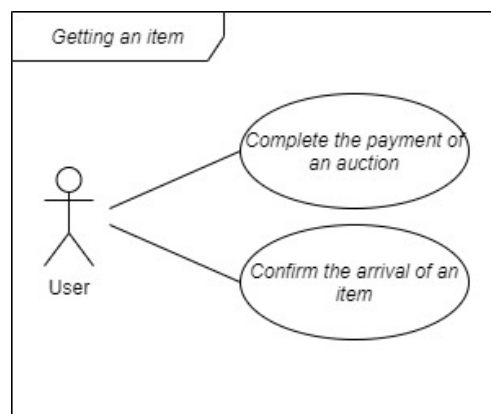 Getting an item
Complete the payment of
an auction
Confirm the arrival of an
item
User